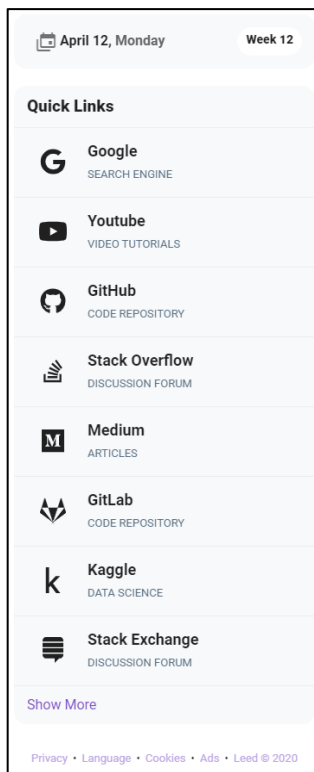 April 12, Monday Week 12
Quick Links
Google
SEARCH ENGINE
Youtube
VIDEO TUTORIALS
GitHub
CODE REPOSITORY
Stack Overflow
DISCUSSION FORUM
Medium
ARTICLES
GitLab
CODE REPOSITORY
Kaggle
DATA SCIENCE
Stack Exchange
DISCUSSION FORUM
Show More
Privacy • Language • Cookies • Ads • Leed © 2020